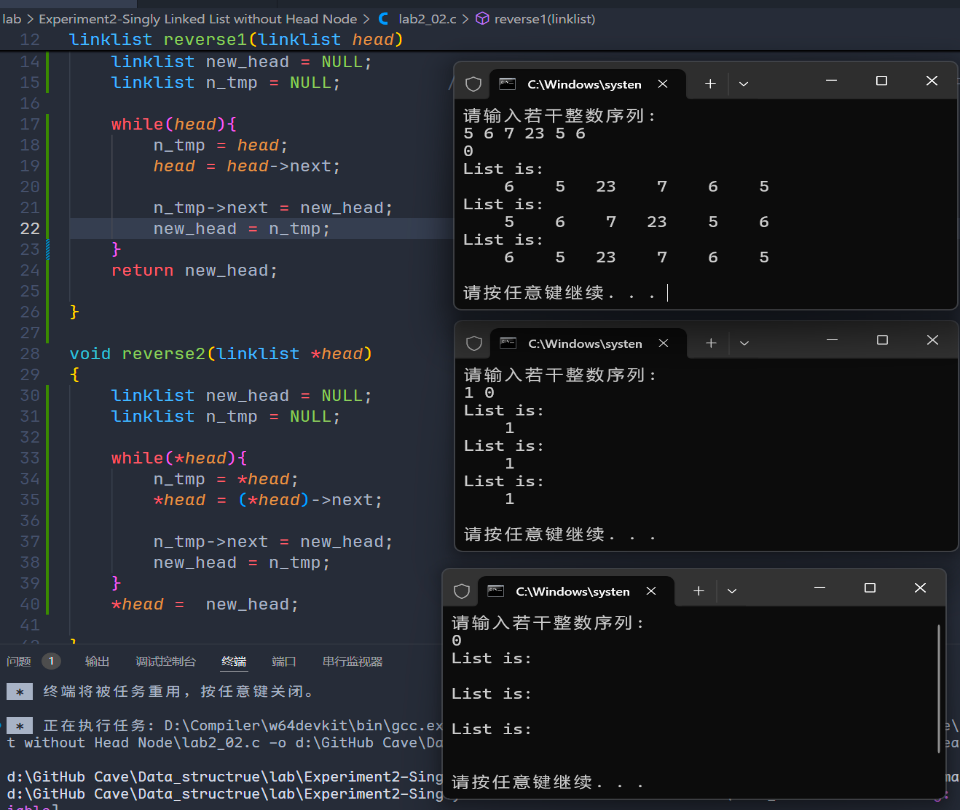 lab > Experiment2-Singly Linked List without Head Node > C lab2_02.c > reverse1(linklist)
12 linklist reverse1(linklist head)
14 linklist new_head = NULL;
15 linklist n_tmp = NULL;
16
17 while(head){
18 n_tmp = head;
19 head = head->next;
20
21 n_tmp->next = new_head;
22 new_head = n_tmp;
23 }
24 return new_head;
25
26 }
27
28 void reverse2(linklist *head)
29 {
30 linklist new_head = NULL;
31 linklist n_tmp = NULL;
32
33 while(*head){
34 n_tmp = *head;
35 *head = (*head)->next;
36
37 n_tmp->next = new_head;
38 new_head = n_tmp;
39 }
40 *head =  new_head;
41
}
C:\Windows\systen
请输入若干整数序列:
5 6 7 23 5 6
0
List is:
6 5 23 7 6 5
List is:
5 6 7 23 5 6
List is:
6 5 23 7 6 5
请按任意键继续. . .
C:\Windows\systen
请输入若干整数序列:
1 0
List is:
1
List is:
1
List is:
1
请按任意键继续. . .
C:\Windows\systen
请输入若干整数序列:
0
List is:
List is:
List is:
请按任意键继续. . .
问题 1 输出 调试控制台 终端 端口 串行监视器
* 终端将被任务重用，按任意键关闭。
* 正在执行任务: D:\Compiler\w64devkit\bin\gcc.ex
t without Head Node\lab2_02.c -o d:\GitHub Cave\Da
d:\GitHub Cave\Data_structrue\lab\Experiment2-Sing
d:\GitHub Cave\Data_structrue\lab\Experiment2-Sing